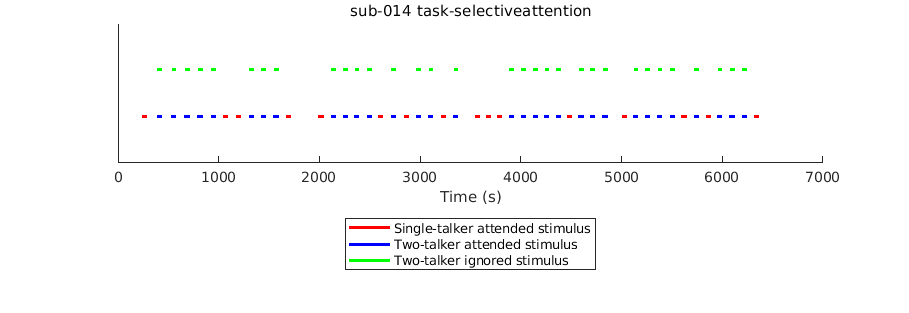 sub-014 task-selectiveattention
0 1000 2000 3000 4000 5000 6000 7000
Time (s)
Single-talker attended stimulus
Two-talker attended stimulus
Two-talker ignored stimulus